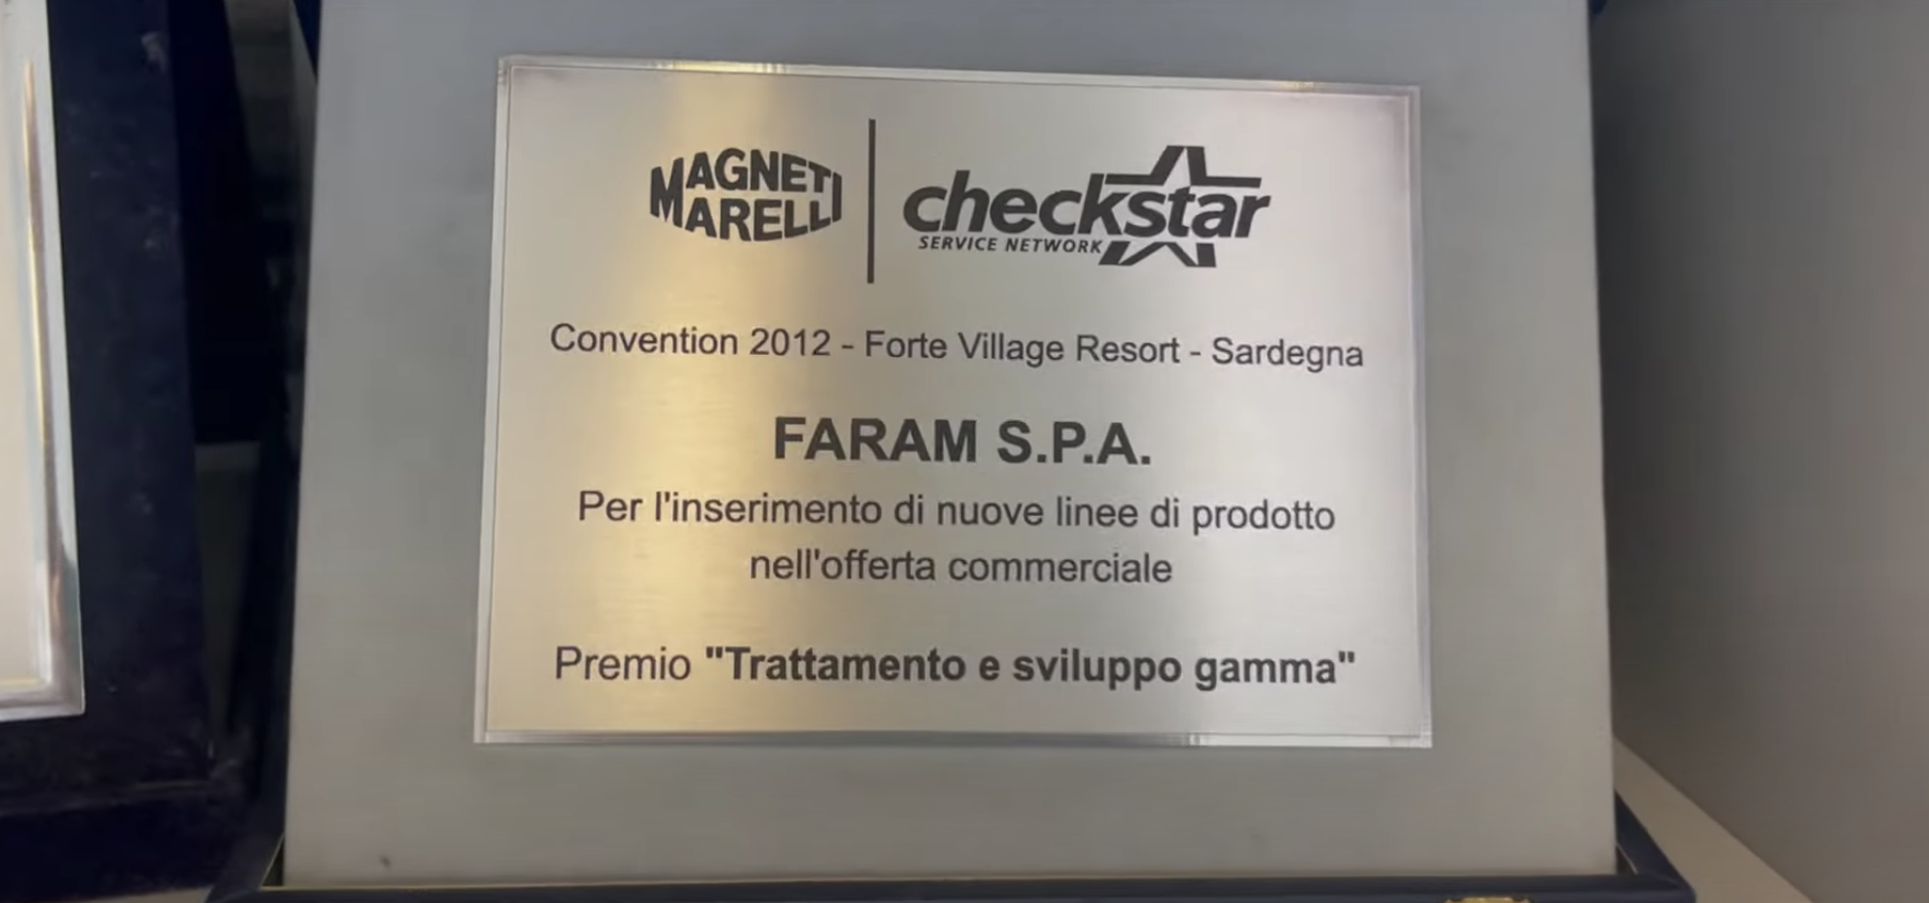 MAGNETI
MARELLI
checkstar
SERVICE NETWORK
Convention 2012 - Forte Village Resort - Sardegna
FARAM S.P.A.
Per l'inserimento di nuove linee di prodotto
nell'offerta commerciale
Premio "Trattamento e sviluppo gamma"